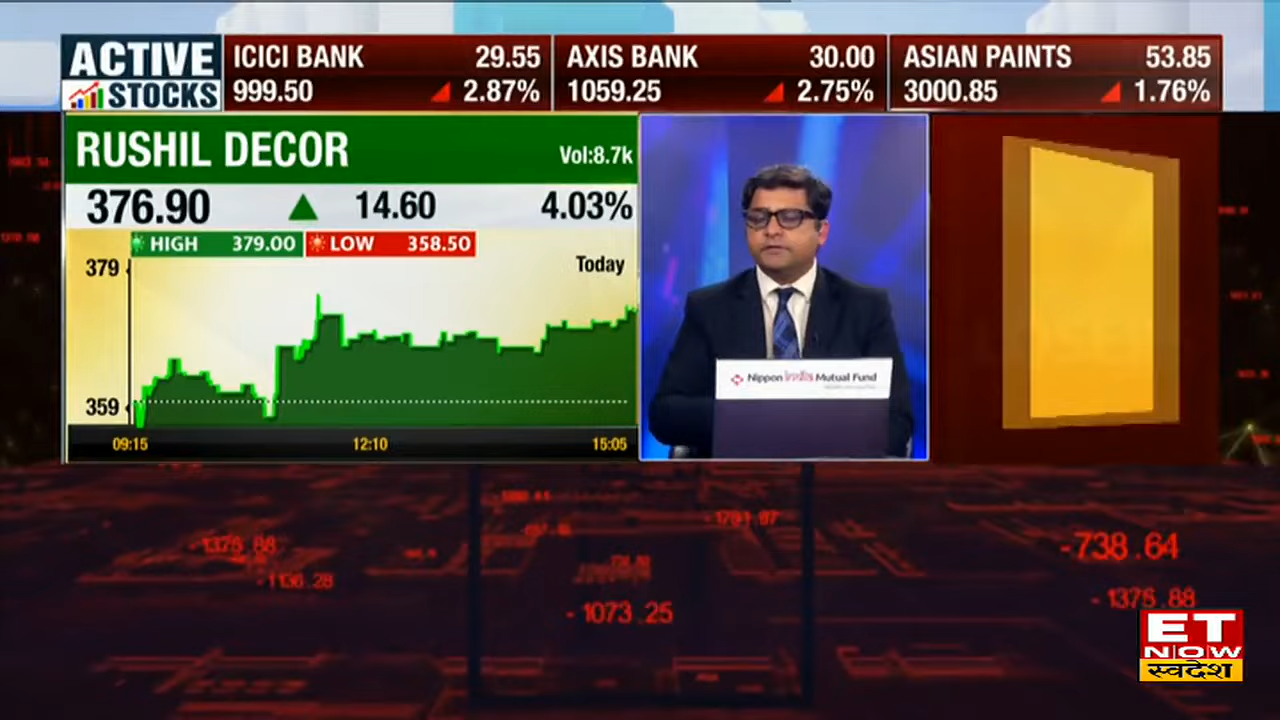 ACTIVE
STOCKS
ICICI BANK 29.55
999.50 2.87%
AXIS BANK 30.00
1059.25 2.75%
ASIAN PAINTS 53.85
3000.85 1.76%
RUSHIL DECOR Vol:8.7k
376.90 14.60 4.03%
HIGH 379.00 LOW 358.50
379 Today
359
09:15 12:10 15:05
Nippon India Mutual Fund
-738.64
-1375.88
-1136.28
-1073.25
-1375.88
ET
NOW
स्वदेश